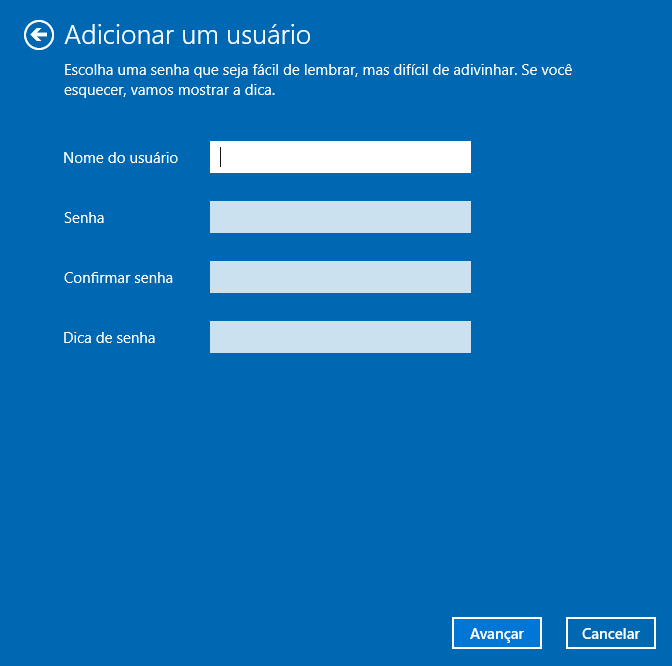 Adicionar um usuário
Escolha uma senha que seja fácil de lembrar, mas difícil de adivinhar. Se você
esquecer, vamos mostrar a dica.
Nome do usuário
Senha
Confirmar senha
Dica de senha
Avançar
Cancelar